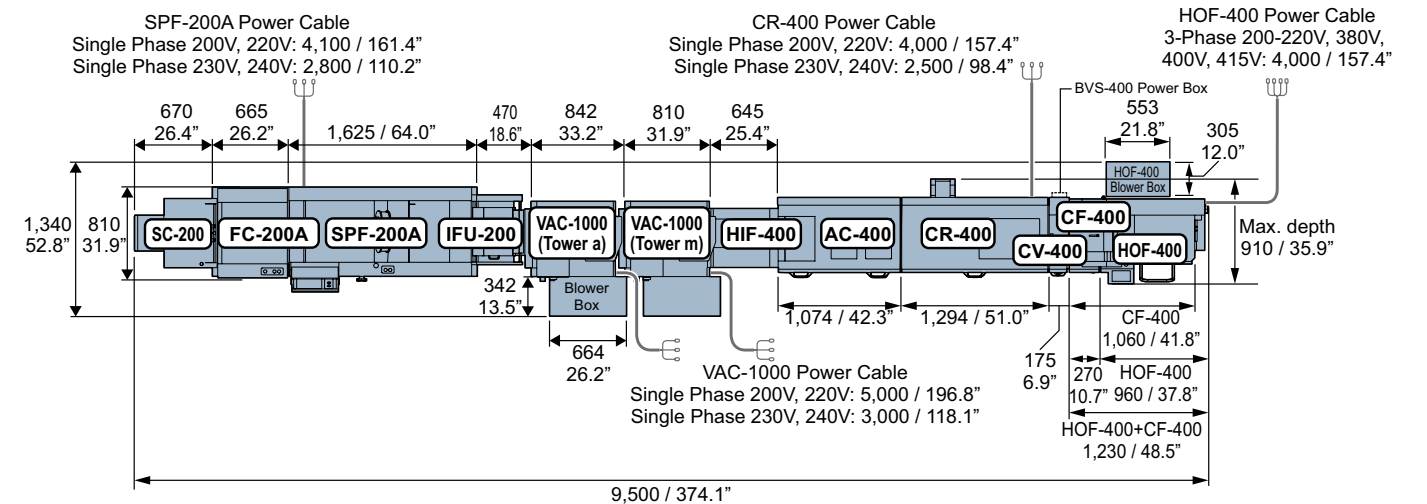 SPF-200A Power Cable
Single Phase 200V, 220V: 4,100 / 161.4”
Single Phase 230V, 240V: 2,800 / 110.2”
CR-400 Power Cable
Single Phase 200V, 220V: 4,000 / 157.4”
Single Phase 230V, 240V: 2,500 / 98.4”
HOF-400 Power Cable
3-Phase 200-220V, 380V,
400V, 415V: 4,000 / 157.4”
BVS-400 Power Box
670
26.4”
665
26.2”
1,625 / 64.0”
470
18.6”
842
33.2”
810
31.9”
645
25.4”
553
21.8”
305
12.0”
HOF-400
Blower Box
1,340
52.8”
810
31.9”
SC-200
FC-200A
SPF-200A
IFU-200
VAC-1000
(Tower a)
VAC-1000
(Tower m)
HIF-400
AC-400
CR-400
CV-400
CF-400
HOF-400
Max. depth
910 / 35.9”
342
13.5”
Blower
Box
664
26.2”
1,074 / 42.3”
1,294 / 51.0”
175
6.9”
CF-400
1,060 / 41.8”
270
10.7”
HOF-400
960 / 37.8”
HOF-400+CF-400
1,230 / 48.5”
VAC-1000 Power Cable
Single Phase 200V, 220V: 5,000 / 196.8”
Single Phase 230V, 240V: 3,000 / 118.1”
9,500 / 374.1”